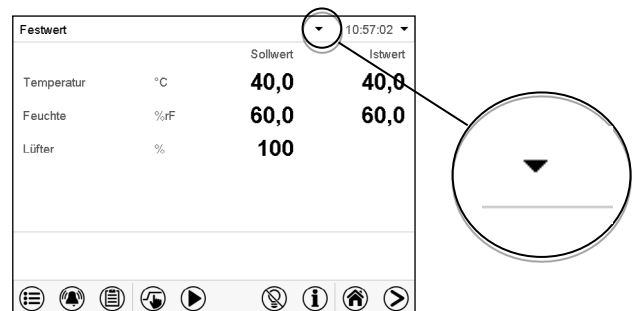 Festwert 10:57:02
Sollwert Istwert
Temperatur °C 40,0 40,0
Feuchte %rF 60,0 60,0
Lüfter % 100